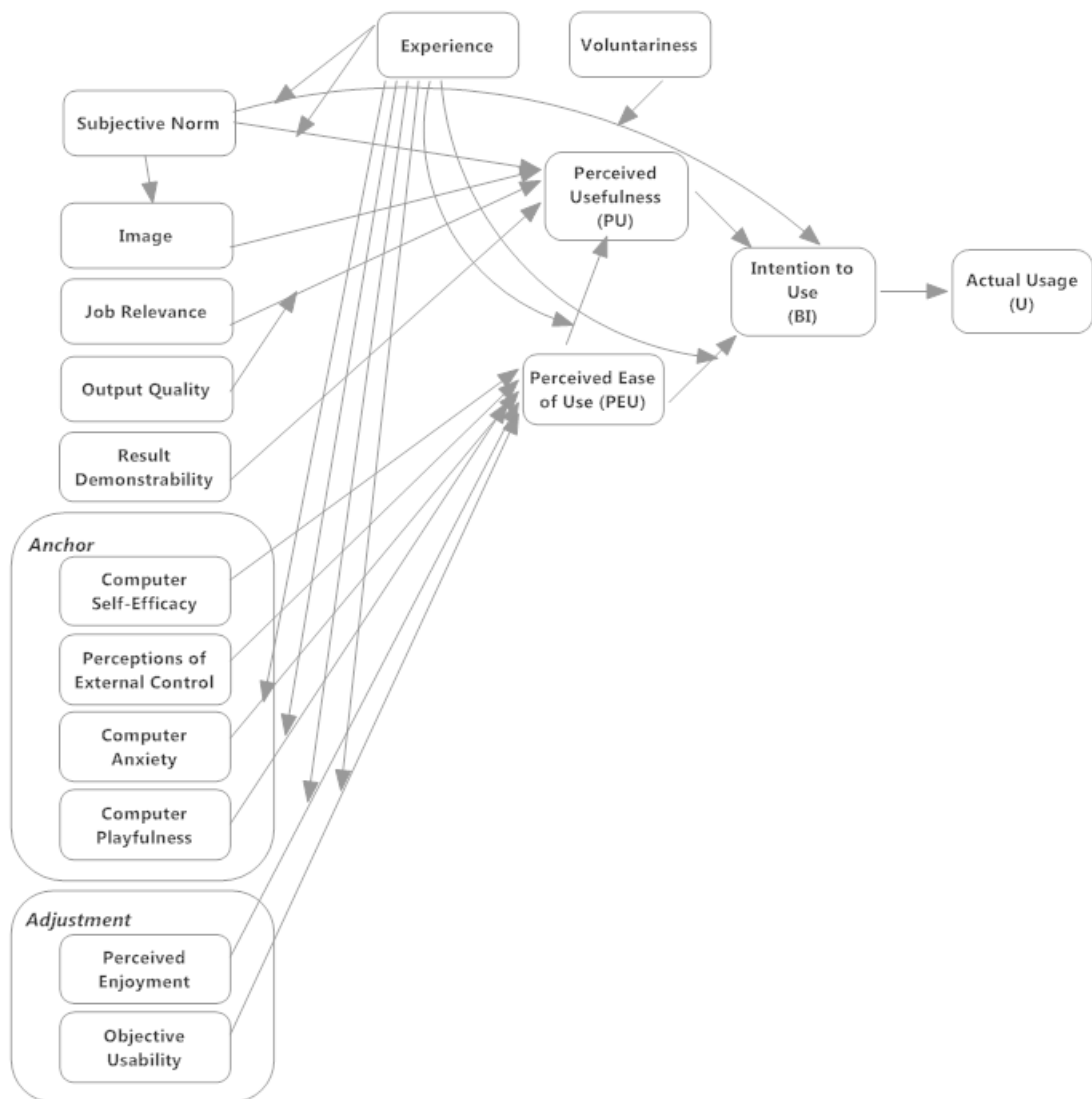 Experience
Voluntariness
Subjective Norm
Perceived
Usefulness
(PU)
Image
Intention to
Use
(BI)
Actual Usage
(U)
Job Relevance
Output Quality
Perceived Ease
of Use (PEU)
Result
Demonstrability
Anchor
Computer
Self-Efficacy
Perceptions of
External Control
Computer
Anxiety
Computer
Playfulness
Adjustment
Perceived
Enjoyment
Objective
Usability